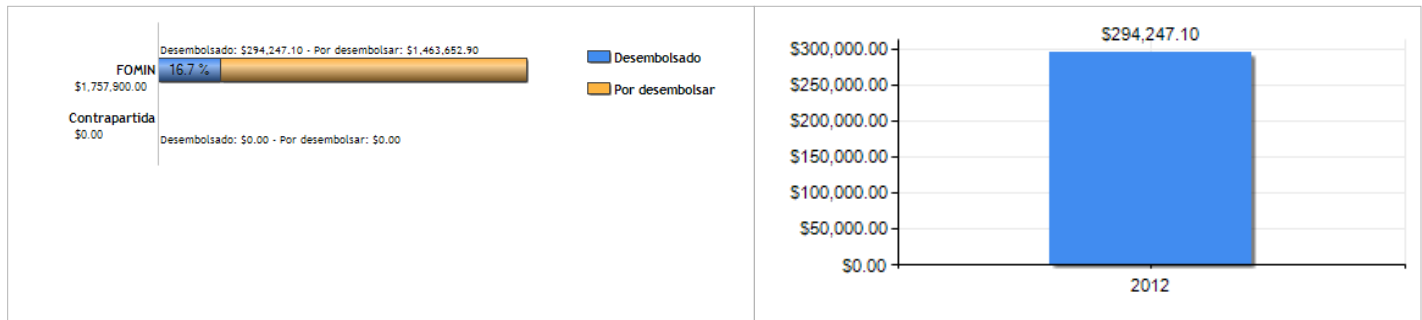 Desembolsado: $294,247.10 - Por desembolsar: $1,463,652.90
FOMIN
16.7 %
$1,757,900.00
Contrapartida
$0.00
Desembolsado: $0.00 - Por desembolsar: $0.00
Desembolsado
Por desembolsar
$294,247.10
$300,000.00
$250,000.00
$200,000.00
$150,000.00
$100,000.00
$50,000.00
$0.00
2012